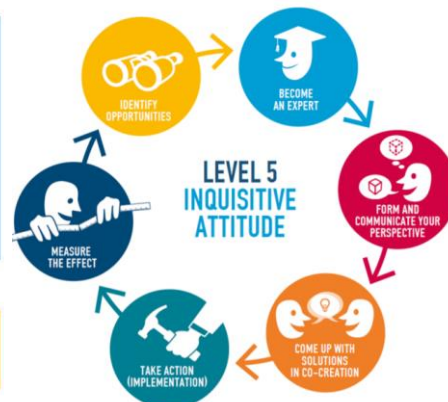 LEVEL 5
INQUISITIVE
ATTITUDE
IDENTIFY
OPPORTUNITIES
BECOME
AN EXPERT
FORM AND
COMMUNICATE YOUR
PERSPECTIVE
COME UP WITH
SOLUTIONS
IN CO-CREATION
TAKE ACTION
(IMPLEMENTATION)
MEASURE
THE EFFECT